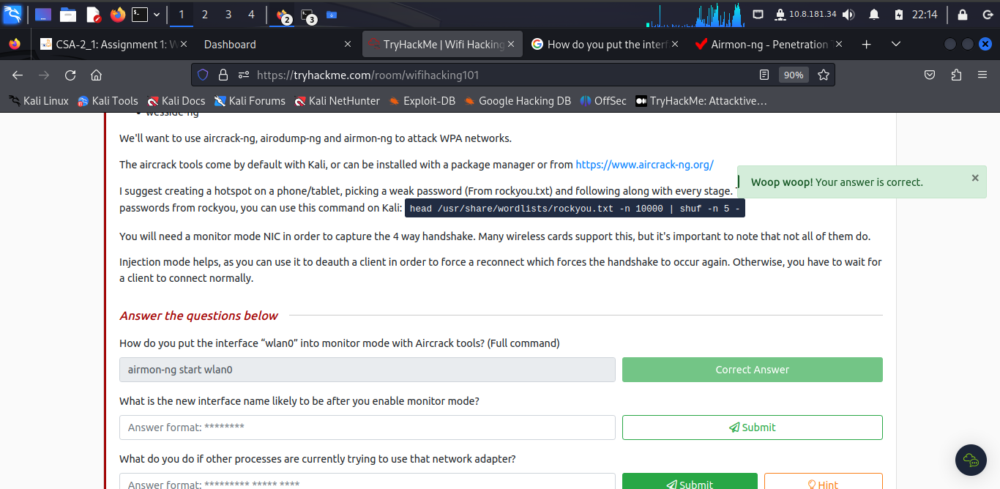 1 2 3 4 2 3 10.8.181.34 22:14
CSA-2_1: Assignment 1: W Dashboard TryHackMe | Wifi Hacking How do you put the interf Airmon-ng - Penetration T
https://tryhackme.com/room/wifihacking101 90%
Kali Linux Kali Tools Kali Docs Kali Forums Kali NetHunter Exploit-DB Google Hacking DB OffSec TryHackMe: Attacktive…
• wesside-ng
We'll want to use aircrack-ng, airodump-ng and airmon-ng to attack WPA networks.
The aircrack tools come by default with Kali, or can be installed with a package manager or from https://www.aircrack-ng.org/
Woop woop! Your answer is correct. ×
I suggest creating a hotspot on a phone/tablet, picking a weak password (From rockyou.txt) and following along with every stage.
passwords from rockyou, you can use this command on Kali: head /usr/share/wordlists/rockyou.txt -n 10000 | shuf -n 5 -
You will need a monitor mode NIC in order to capture the 4 way handshake. Many wireless cards support this, but it's important to note that not all of them do.
Injection mode helps, as you can use it to deauth a client in order to force a reconnect which forces the handshake to occur again. Otherwise, you have to wait for
a client to connect normally.
Answer the questions below
How do you put the interface “wlan0” into monitor mode with Aircrack tools? (Full command)
airmon-ng start wlan0 Correct Answer
What is the new interface name likely to be after you enable monitor mode?
Answer format: ******** Submit
What do you do if other processes are currently trying to use that network adapter?
Answer format: ********* ***** **** Submit Hint